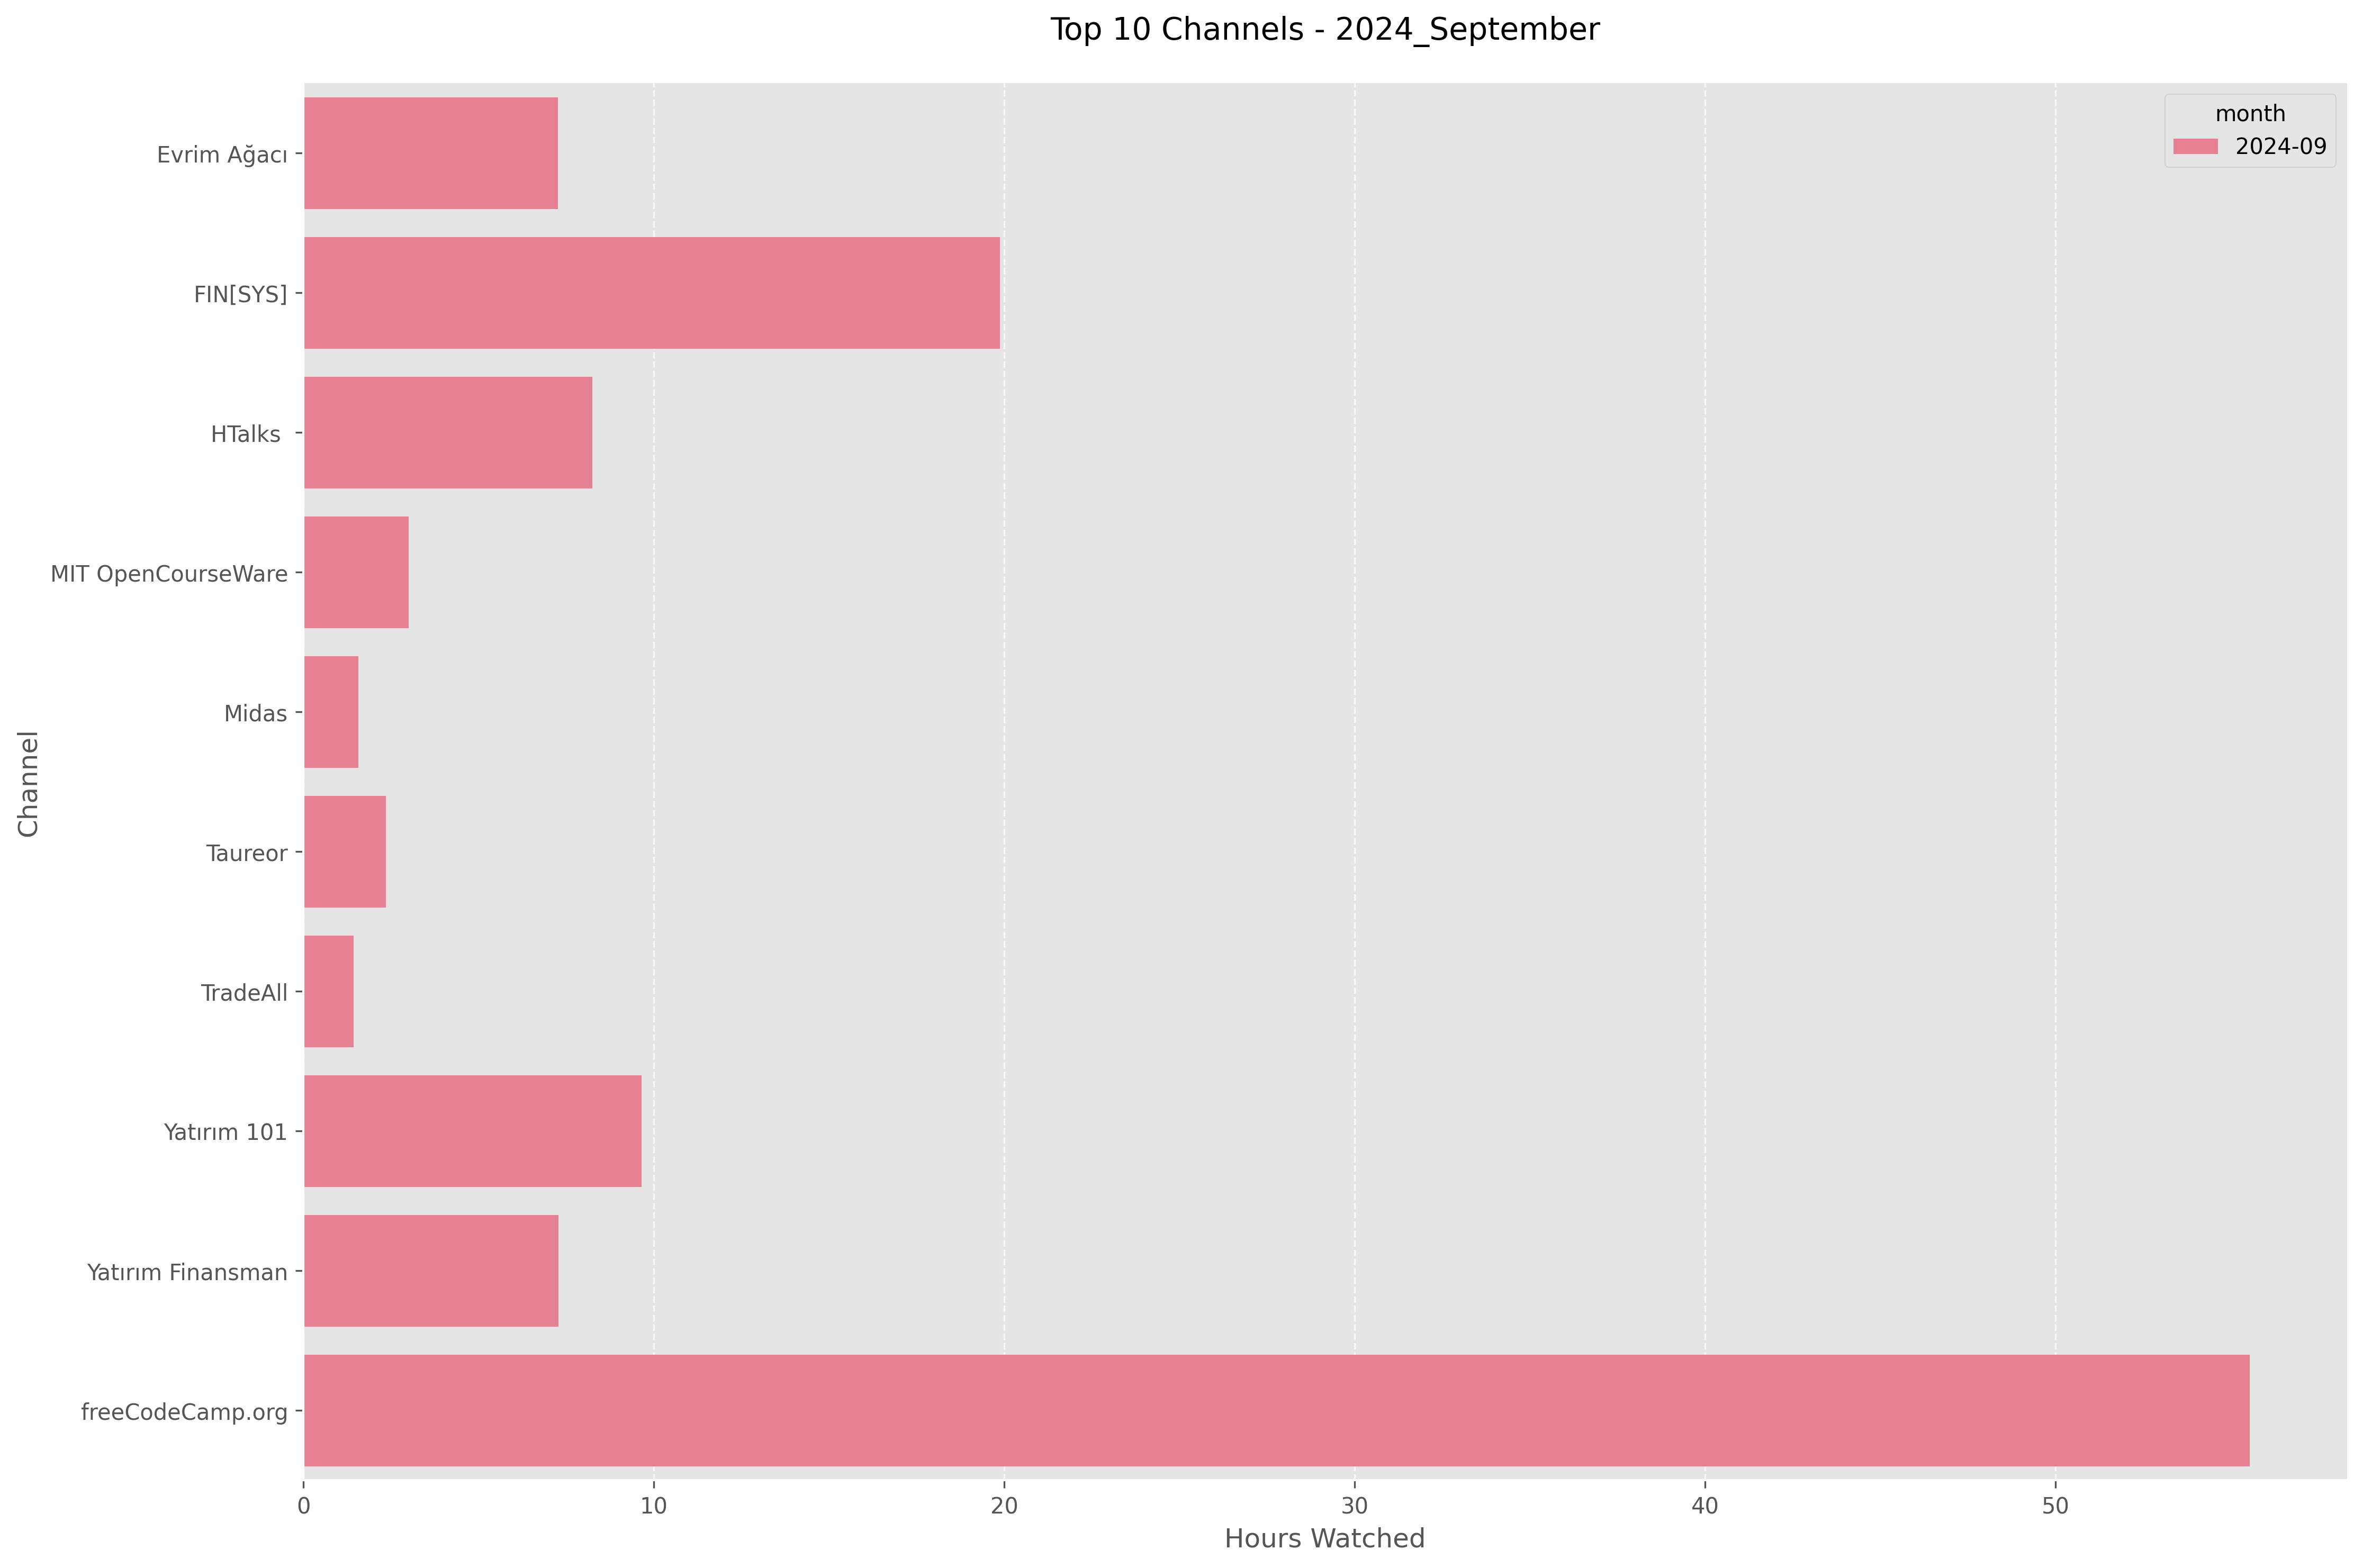 Top 10 Channels - 2024_September
month
2024-09
Evrim Ağacı
FIN[SYS]
HTalks
MIT OpenCourseWare
Midas
Taureor
TradeAll
Yatırım 101
Yatırım Finansman
freeCodeCamp.org
Channel
0 10 20 30 40 50
Hours Watched